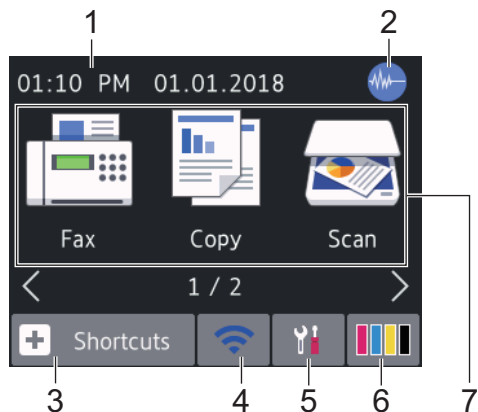 1 2
01:10 PM 01.01.2018
Fax Copy Scan
1 / 2
Shortcuts
3 4 5 6 7